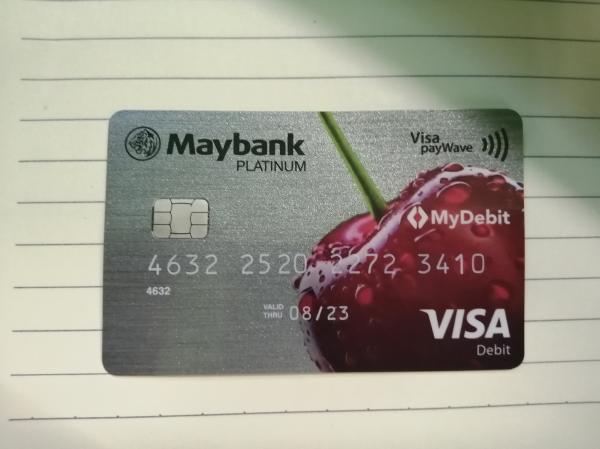 Maybank
PLATINUM
Visa
payWave
MyDebit
4632 2520 2272 3410
4632
VALID
THRU 08/23
VISA
Debit